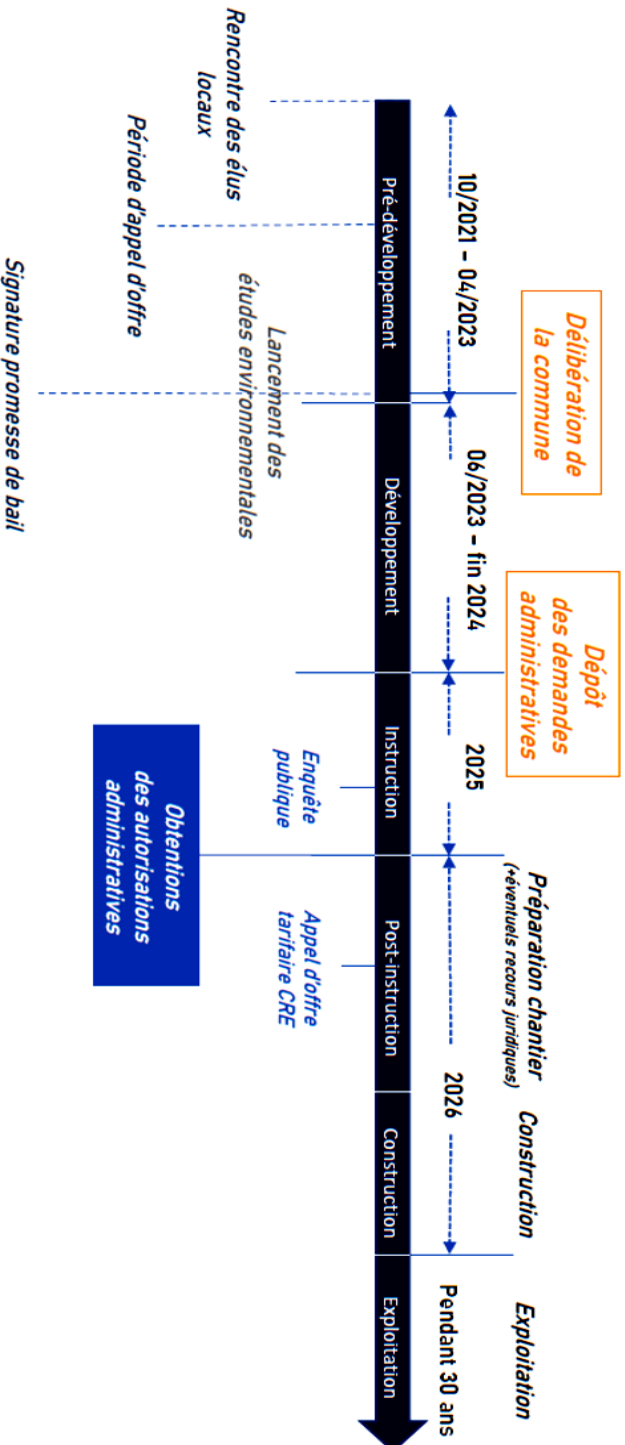 Délibération de
la commune
Dépôt
des demandes
administratives
Préparation chantier
(+éventuels recours juridiques)
Construction
Exploitation
10/2021 – 04/2023
06/2023 – fin 2024
2025
2026
Pendant 30 ans
Pré-développement
Développement
Instruction
Post-instruction
Construction
Exploitation
Rencontre des élus
locaux
Période d'appel d'offre
Lancement des
études environnementales
Signature promesse de bail
Enquête
publique
Appel d'offre
tarifaire CRE
Obtentions
des autorisations
administratives